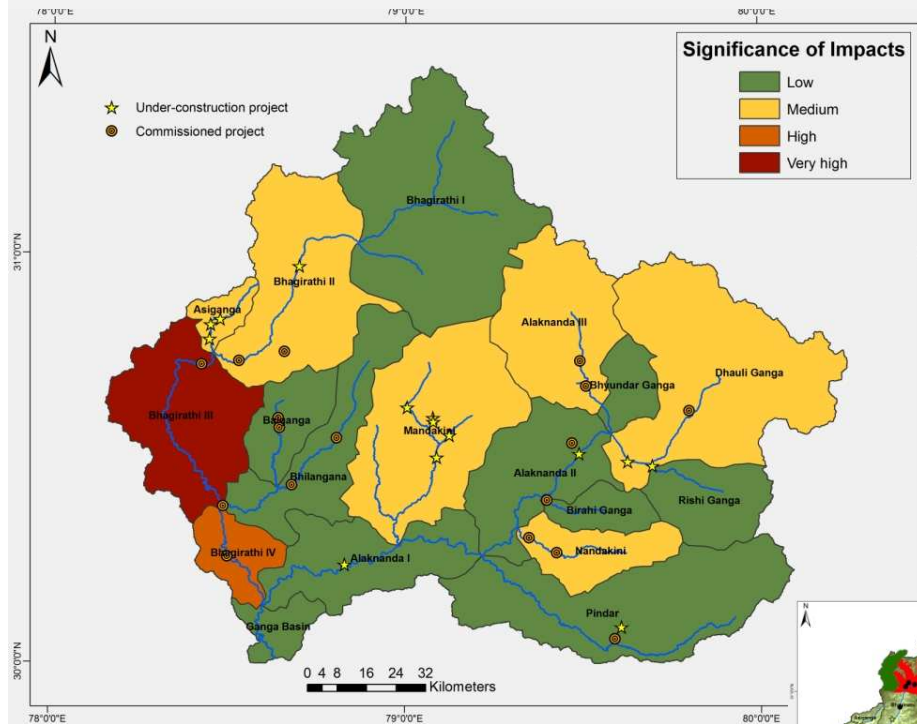 78°0'0"E
79°0'0"E
80°0'0"E
N
Significance of Impacts
Low
Medium
High
Very high
Under-construction project
Commissioned project
31°0'0"N
30°0'0"N
Bhagirathi I
Bhagirathi II
Asiganga
Alaknanda III
Dhauli Ganga
Bhyundar Ganga
Bhagirathi III
Balganga
Mandakini
Bhilangana
Alaknanda II
Rishi Ganga
Birahi Ganga
Nandakini
Bhagirathi IV
Alaknanda I
Pindar
Ganga Basin
0 4 8 16 24 32
Kilometers
N
78°0'0"E
79°0'0"E
80°0'0"E